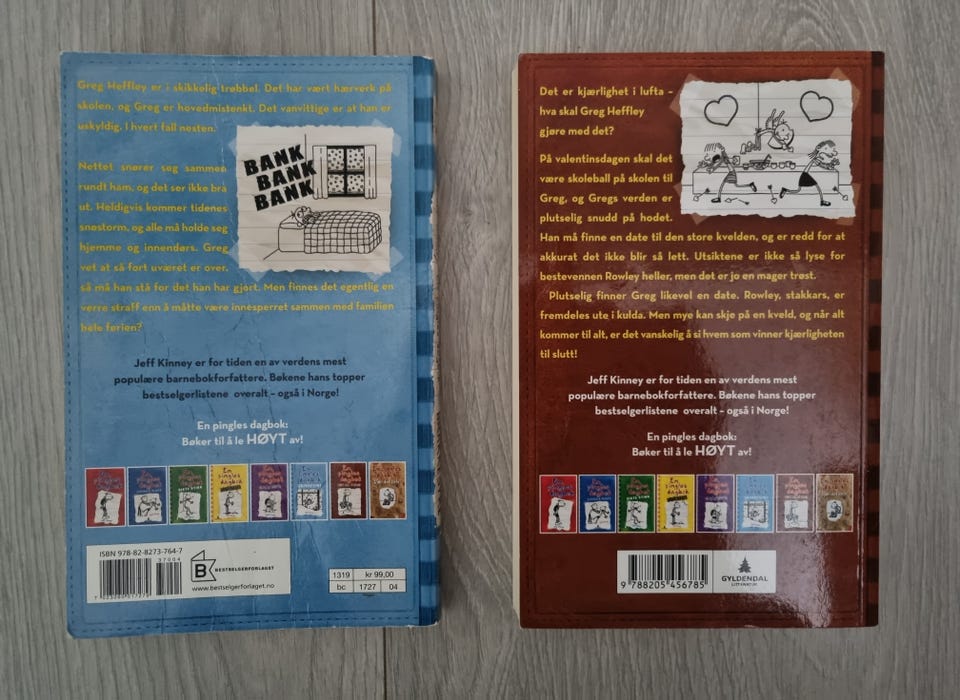 Greg Heffley er i skikkelig trøbbel. Det har vært hærverk på
skolen, og Greg er hovedmistenkt. Det vanvittige er at han er
uskyldig. I hvert fall nesten.
Nettet snører seg sammen
rundt ham, og det ser ikke bra
ut. Heldigvis kommer tidenes
snøstorm, og alle må holde seg
hjemme og innendørs. Greg
vet at så fort uværet er over,
så må han stå for det han har gjort. Men finnes det egentlig en
verre straff enn å måtte være innesperret sammen med familien
hele ferien?
BANK
BANK
BANK
Jeff Kinney er for tiden en av verdens mest
populære barnebokforfattere. Bøkene hans topper
bestselgerlistene overalt – også i Norge!
En pingles dagbok:
Bøker til å le HØYT av!
ISBN 978-82-8273-764-7
37004
B BESTSELGERFORLAGET
www.bestselgerforlaget.no
1319 kr 99,00
bc 1727 04
Det er kjærlighet i lufta –
hva skal Greg Heffley
gjøre med det?
På valentinsdagen skal det
være skoleball på skolen til
Greg, og Gregs verden er
plutselig snudd på hodet.
Han må finne en date til den store kvelden, og er redd for at
akkurat det ikke blir så lett. Utsiktene er ikke så lyse for
bestevennen Rowley heller, men det er jo en mager trøst.
Plutselig finner Greg likevel en date. Rowley, stakkars, er
fremdeles ute i kulda. Men mye kan skje på en kveld, og når alt
kommer til alt, er det vanskelig å si hvem som vinner kjærligheten
til slutt!
Jeff Kinney er for tiden en av verdens mest
populære barnebokforfattere. Bøkene hans topper
bestselgerlistene overalt – også i Norge!
En pingles dagbok:
Bøker til å le HØYT av!
9 788205 456785
GYLDENDAL
LITTERATUR